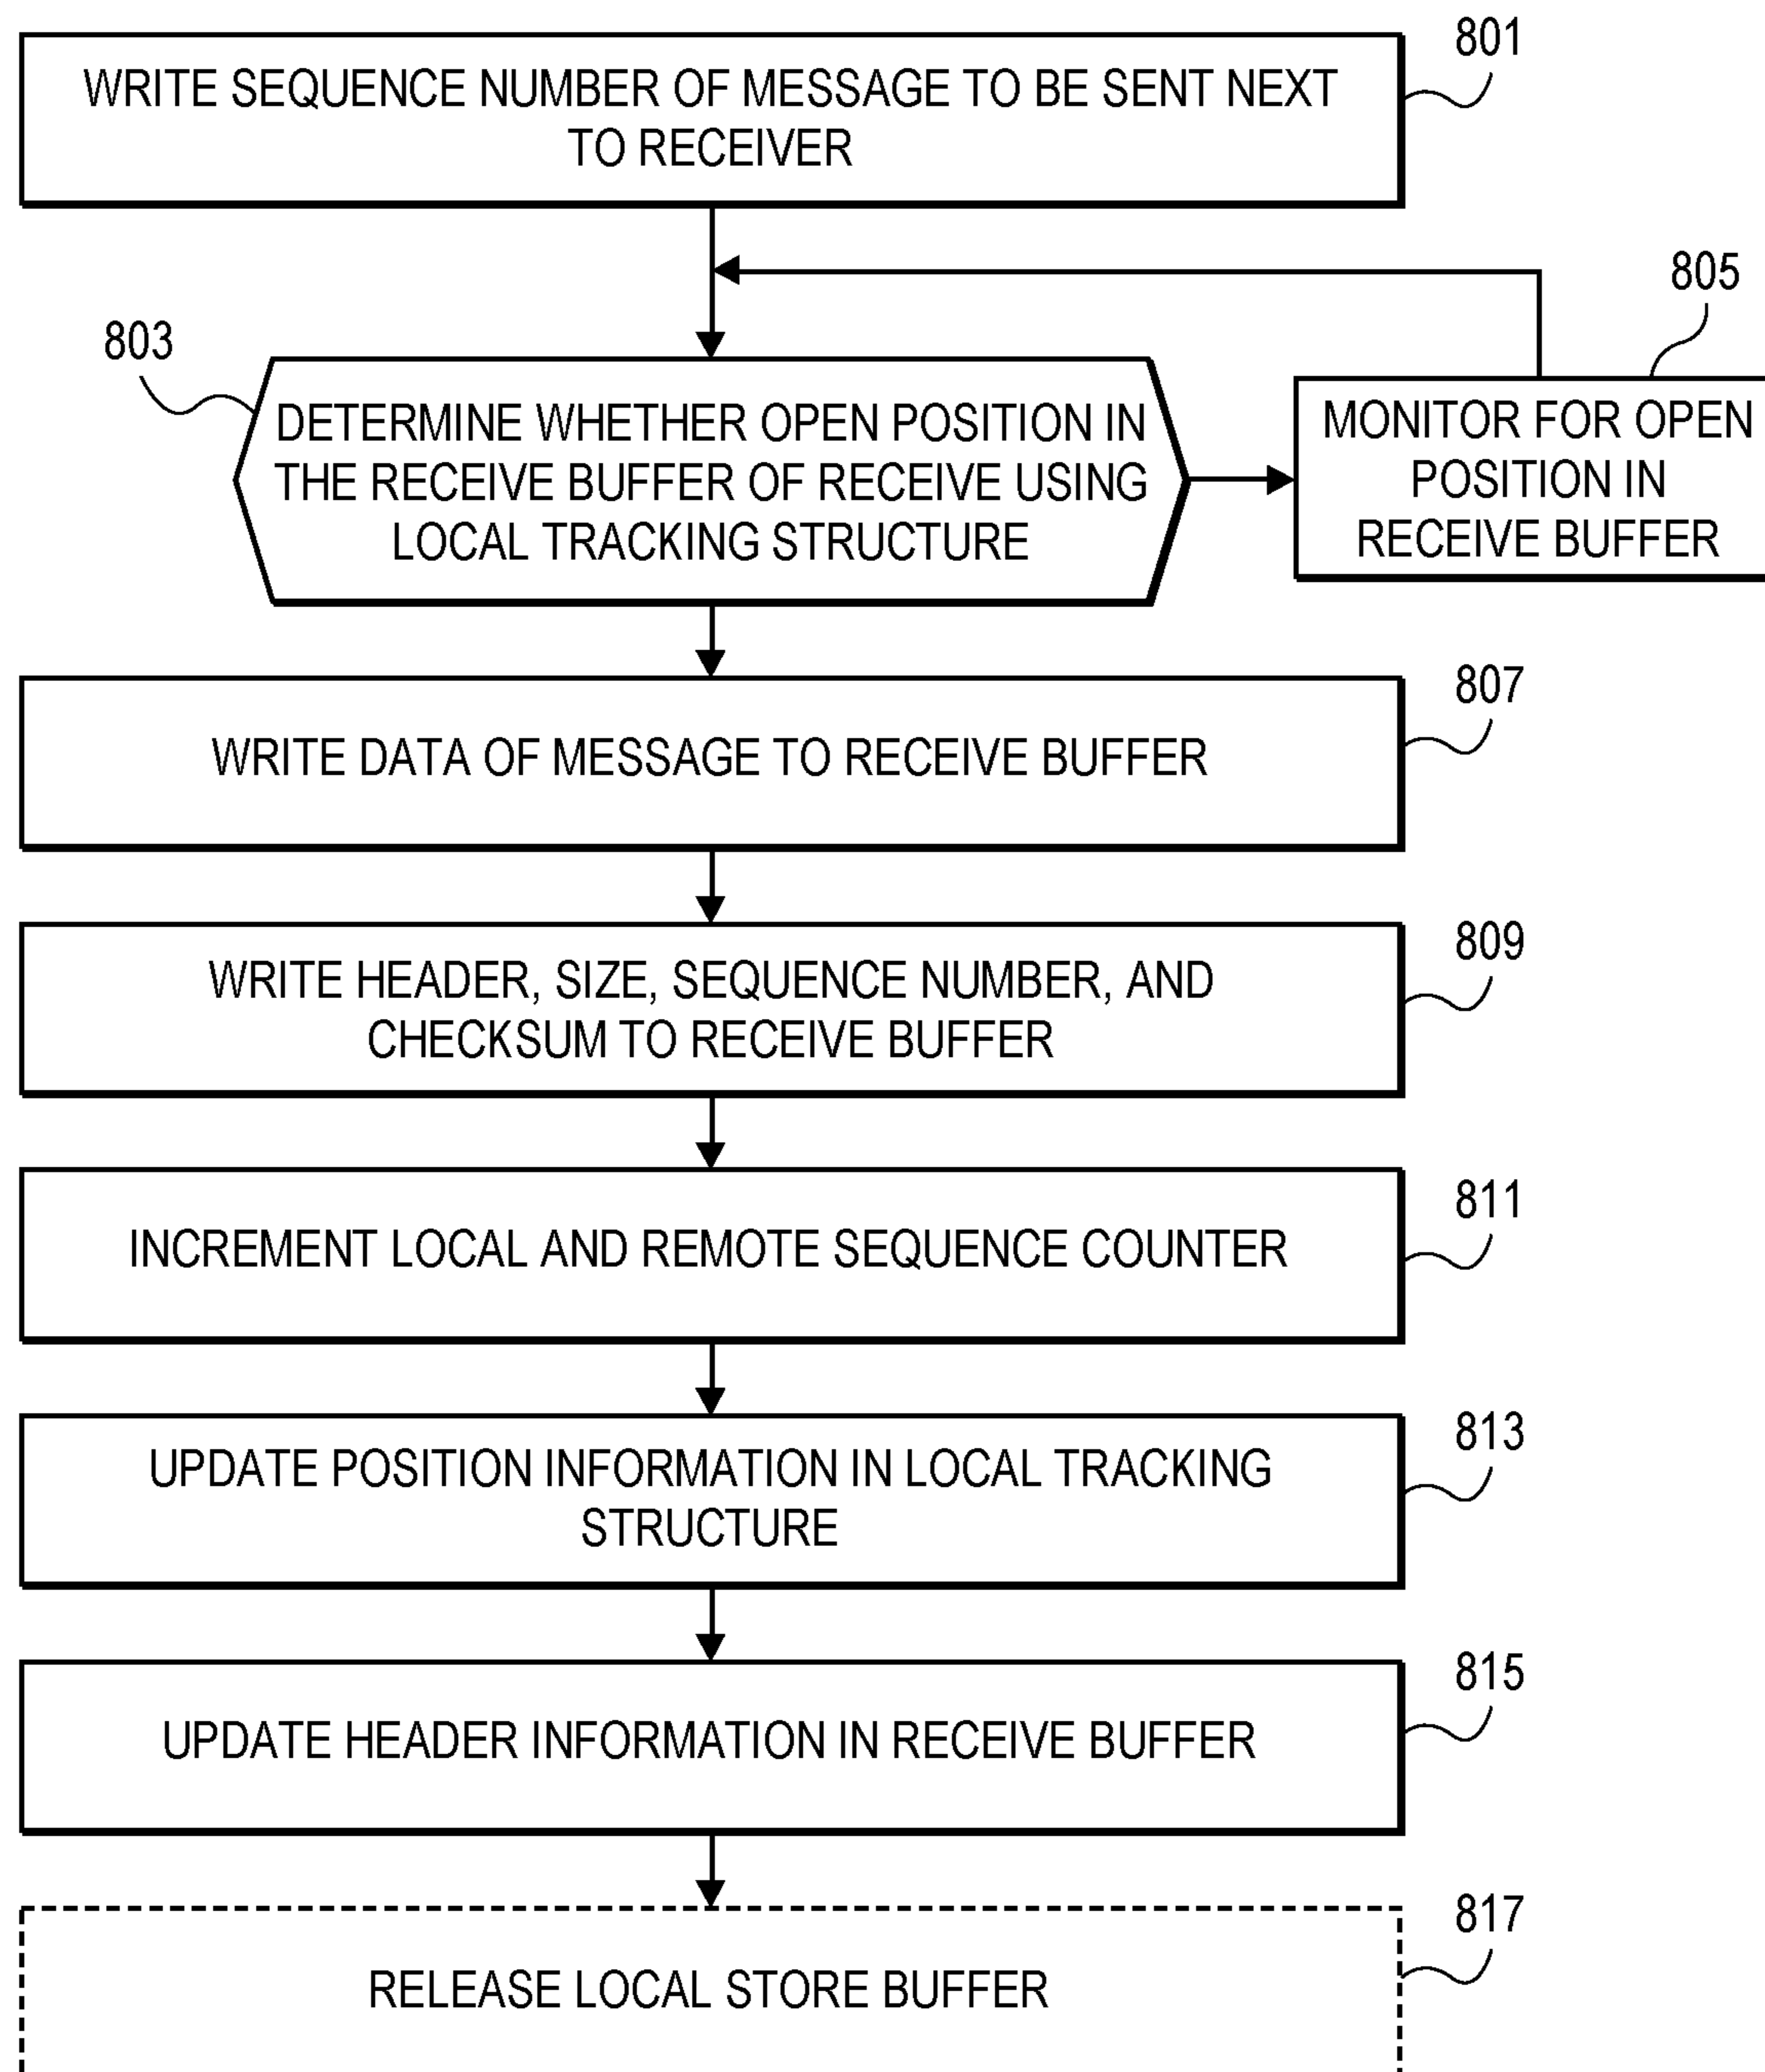 801
WRITE SEQUENCE NUMBER OF MESSAGE TO BE SENT NEXT
TO RECEIVER
805
803
DETERMINE WHETHER OPEN POSITION IN
THE RECEIVE BUFFER OF RECEIVE USING
LOCAL TRACKING STRUCTURE
MONITOR FOR OPEN
POSITION IN
RECEIVE BUFFER
807
WRITE DATA OF MESSAGE TO RECEIVE BUFFER
809
WRITE HEADER, SIZE, SEQUENCE NUMBER, AND
CHECKSUM TO RECEIVE BUFFER
811
INCREMENT LOCAL AND REMOTE SEQUENCE COUNTER
813
UPDATE POSITION INFORMATION IN LOCAL TRACKING
STRUCTURE
815
UPDATE HEADER INFORMATION IN RECEIVE BUFFER
817
RELEASE LOCAL STORE BUFFER